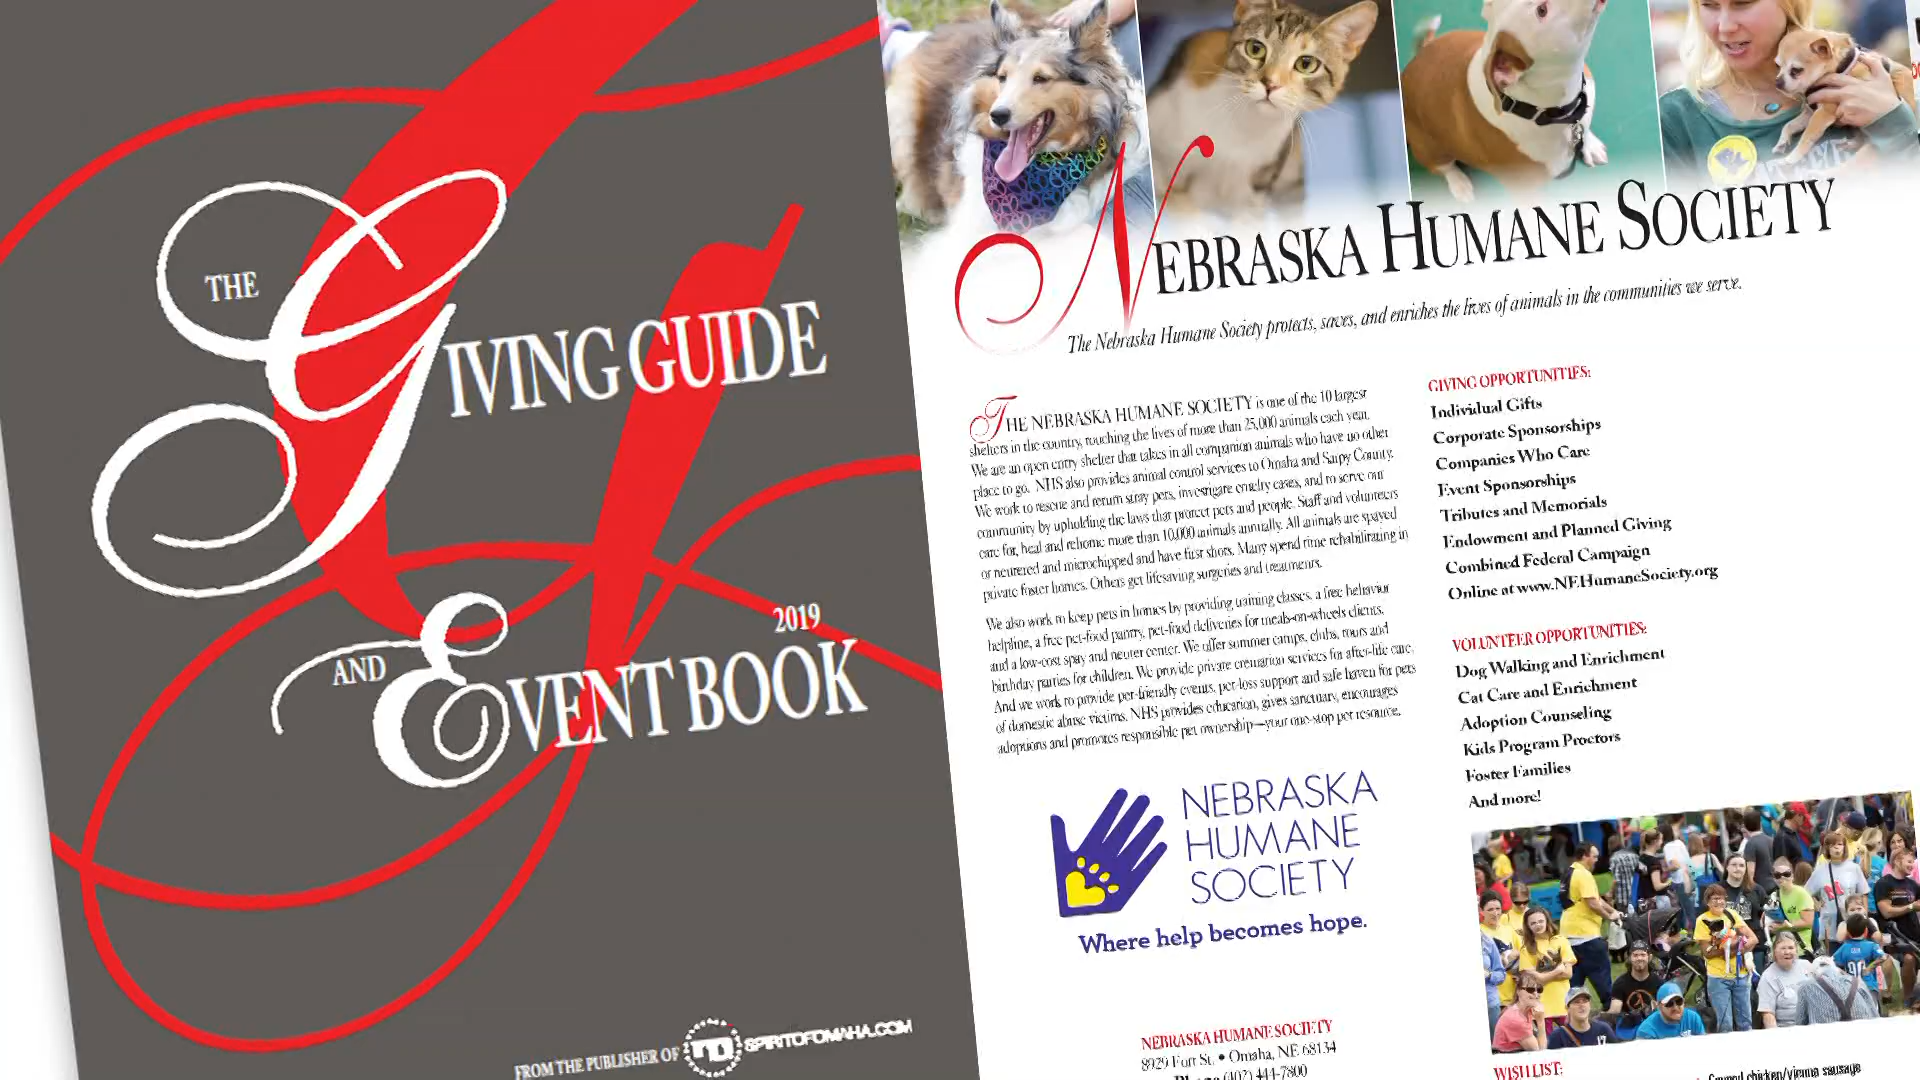 THE
GIVING GUIDE
2019
AND
EVENT BOOK
FROM THE PUBLISHER OF m SPIRITOFOMAHA.COM
NEBRASKA HUMANE SOCIETY
The Nebraska Humane Society protects, saves, and enriches the lives of animals in the communities we serve.
THE NEBRASKA HUMANE SOCIETY is one of the 10 largest
shelters in the country, touching the lives of more than 25,000 animals each year.
We are an open entry shelter that takes in all companion animals who have no other
place to go. NHS also provides animal control services to Omaha and Sarpy County.
We work to rescue and return stray pets, investigate cruelty cases, and to serve our
community by upholding the laws that protect pets and people. Staff and volunteers
care for, heal and rehome more than 10,000 animals annually. All animals are spayed
or neutered and microchipped and have first shots. Many spend time rehabilitating in
private foster homes. Others get lifesaving surgeries and treatments.
We also work to keep pets in homes by providing training classes, a free behavior
helpline, a free pet-food pantry, pet-food deliveries for meals-on-wheels clients,
and a low-cost spay and neuter center. We offer summer camps, clubs, tours and
birthday parties for children. We provide private cremation services for after-life care.
And we work to provide pet-friendly events, pet-loss support and safe haven for pets
of domestic abuse victims. NHS provides education, gives sanctuary, encourages
adoptions and promotes responsible pet ownership—your one-stop pet resource.
NEBRASKA
HUMANE
SOCIETY
Where help becomes hope.
NEBRASKA HUMANE SOCIETY
8929 Fort St. • Omaha, NE 68134
Phone (402) 444-7800
GIVING OPPORTUNITIES:
Individual Gifts
Corporate Sponsorships
Companies Who Care
Event Sponsorships
Tributes and Memorials
Endowment and Planned Giving
Combined Federal Campaign
Online at www.NEHumaneSociety.org
VOLUNTEER OPPORTUNITIES:
Dog Walking and Enrichment
Cat Care and Enrichment
Adoption Counseling
Kids Program Proctors
Foster Families
And more!
WISH LIST:
chicken/vienna sausage